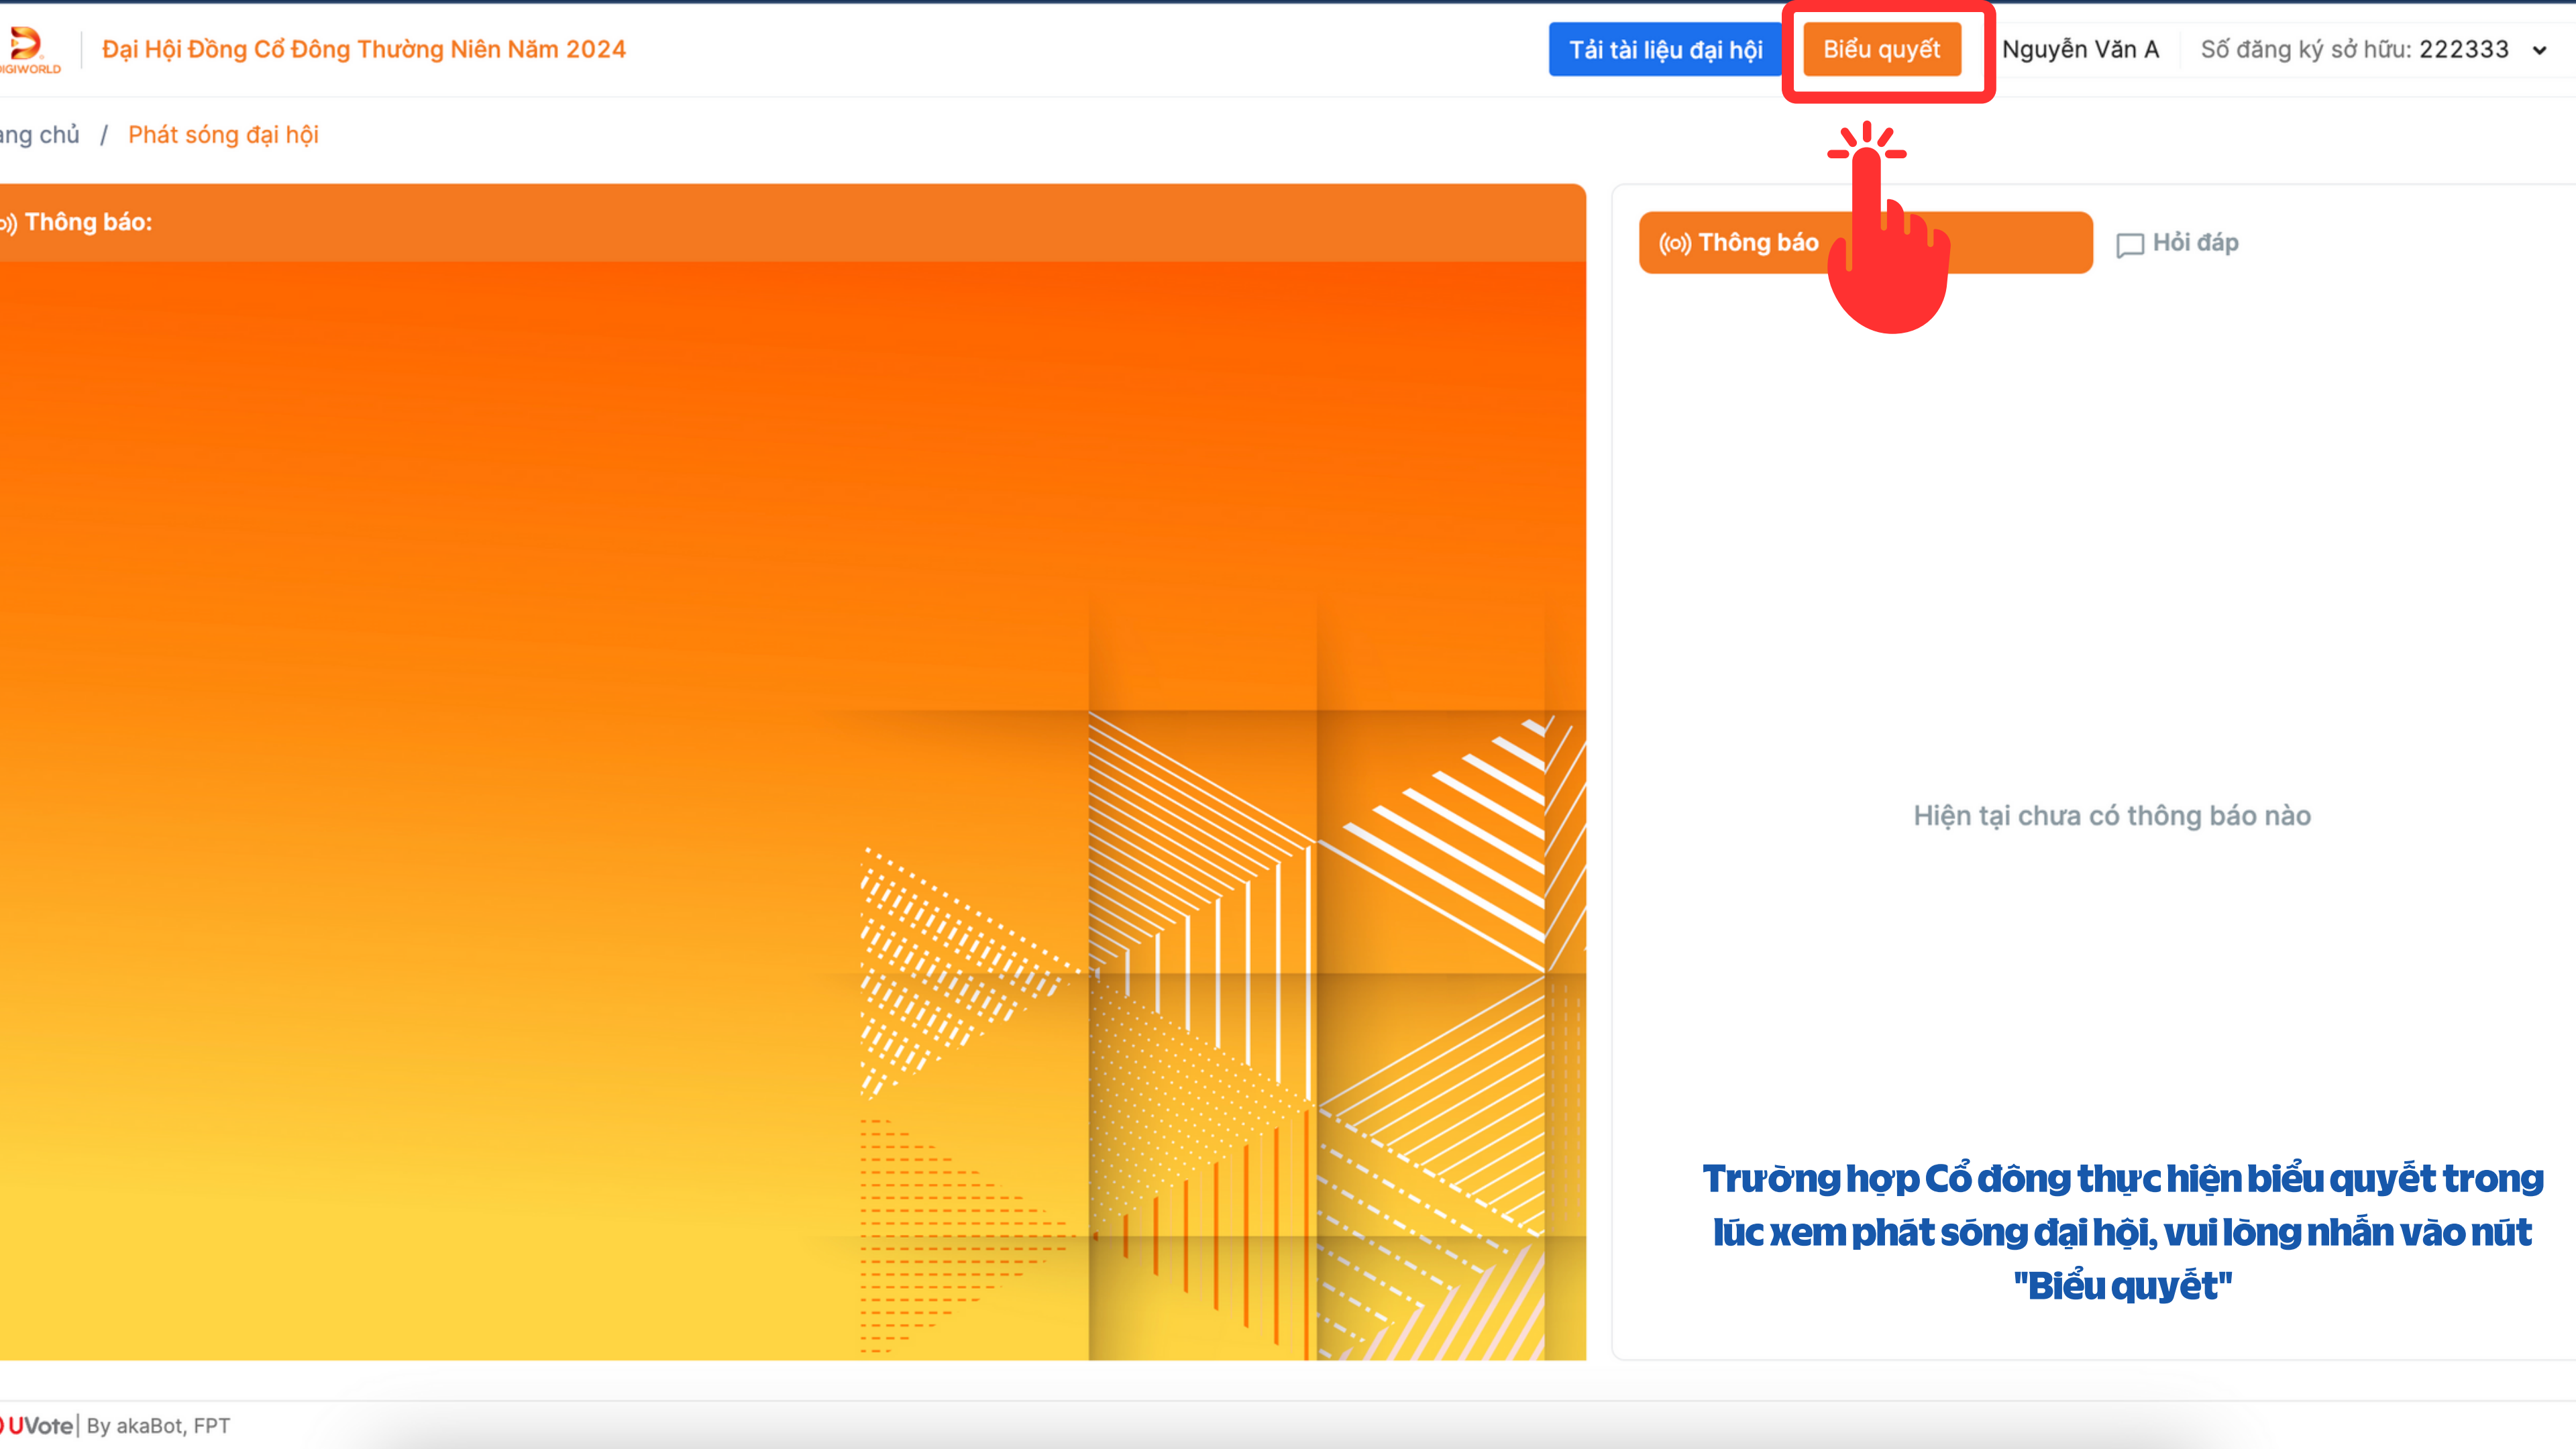 DIGIWORLD
Đại Hội Đồng Cổ Đông Thường Niên Năm 2024
Tải tài liệu đại hội
Biểu quyết
Nguyễn Văn A
Số đăng ký sở hữu: 222333
ang chủ / Phát sóng đại hội
Thông báo:
Thông báo
Hỏi đáp
Hiện tại chưa có thông báo nào
Trường hợp Cổ đông thực hiện biểu quyết trong
lúc xem phát sóng đại hội, vui lòng nhấn vào nút
"Biểu quyết"
UVote| By akaBot, FPT